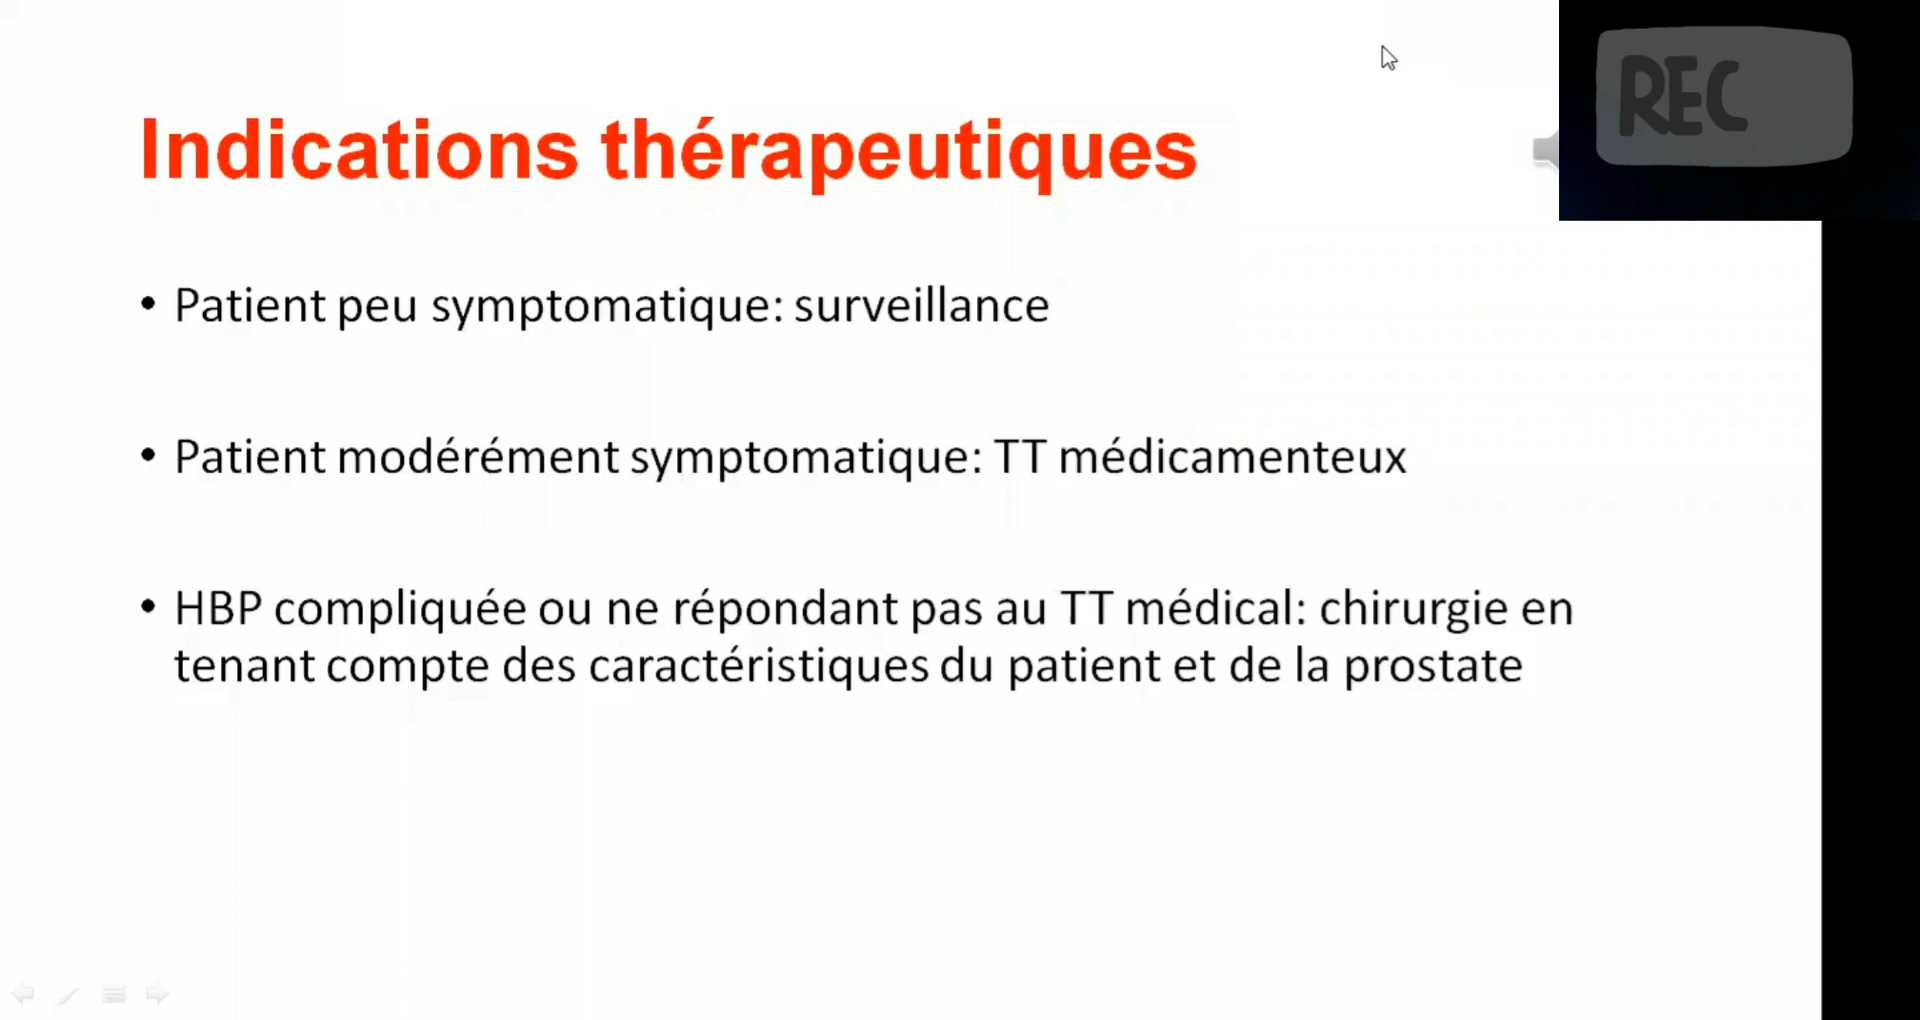 REC
Indications thérapeutiques
• Patient peu symptomatique: surveillance
• Patient modérément symptomatique: TT médicamenteux
• HBP compliquée ou ne répondant pas au TT médical: chirurgie en
tenant compte des caractéristiques du patient et de la prostate